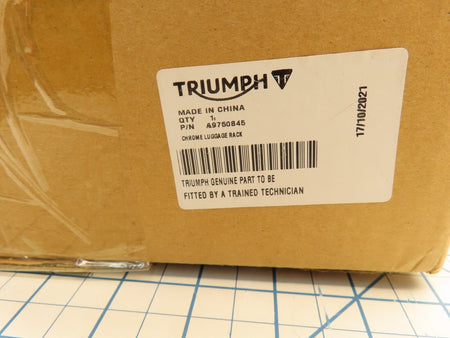 TRIUMPH
MADE IN CHINA
QTY 1,
P/N A9750845
CHROME LUGGAGE RACK
TRIUMPH GENUINE PART TO BE
FITTED BY A TRAINED TECHNICIAN
17/10/2021